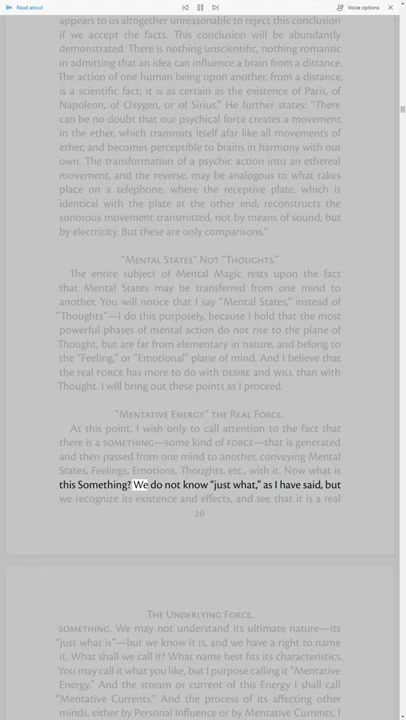 Read aloud
Voice options
appears to us altogether unreasonable to reject this conclusion
if we accept the facts. This conclusion will be abundantly
demonstrated. There is nothing unscientific, nothing romantic
in admitting that an idea can influence a brain from a distance.
The action of one human being upon another, from a distance,
is a scientific fact; it is as certain as the existence of Paris, of
Napoleon, of Oxygen, or of Sirius." He further states: "There
can be no doubt that our psychical force creates a movement
in the ether, which transmits itself afar like all movements of
ether, and becomes perceptible to brains in harmony with our
own. The transformation of a psychic action into an ethereal
movement, and the reverse, may be analogous to what takes
place on a telephone, where the receptive plate, which is
identical with the plate at the other end, reconstructs the
sonorous movement transmitted, not by means of sound, but
by electricity. But these are only comparisons."
"MENTAL STATES" NOT "THOUGHTS."
The entire subject of Mental Magic rests upon the fact
that Mental States may be transferred from one mind to
another. You will notice that I say "Mental States," instead of
"Thoughts"—I do this purposely, because I hold that the most
powerful phases of mental action do not rise to the plane of
Thought, but are far from elementary in nature, and belong to
the "Feeling," or "Emotional" plane of mind. And I believe that
the real FORCE has more to do with DESIRE and WILL than with
Thought. I will bring out these points as I proceed.
"MENTATIVE ENERGY" THE REAL FORCE.
At this point, I wish only to call attention to the fact that
there is a SOMETHING—some kind of FORCE—that is generated
and then passed from one mind to another, conveying Mental
States, Feelings, Emotions, Thoughts, etc., with it. Now what is
this Something? We do not know "just what," as I have said, but
we recognize its existence and effects, and see that it is a real
26
THE UNDERLYING FORCE.
SOMETHING. We may not understand its ultimate nature—its
"just what is"—but we know it is, and we have a right to name
it. What shall we call it? What name best fits its characteristics.
You may call it what you like, but I purpose calling it "Mentative
Energy." And the stream or current of this Energy I shall call
"Mentative Currents." And the process of its affecting other
minds, either by Personal Influence or by Mentative Currents, I